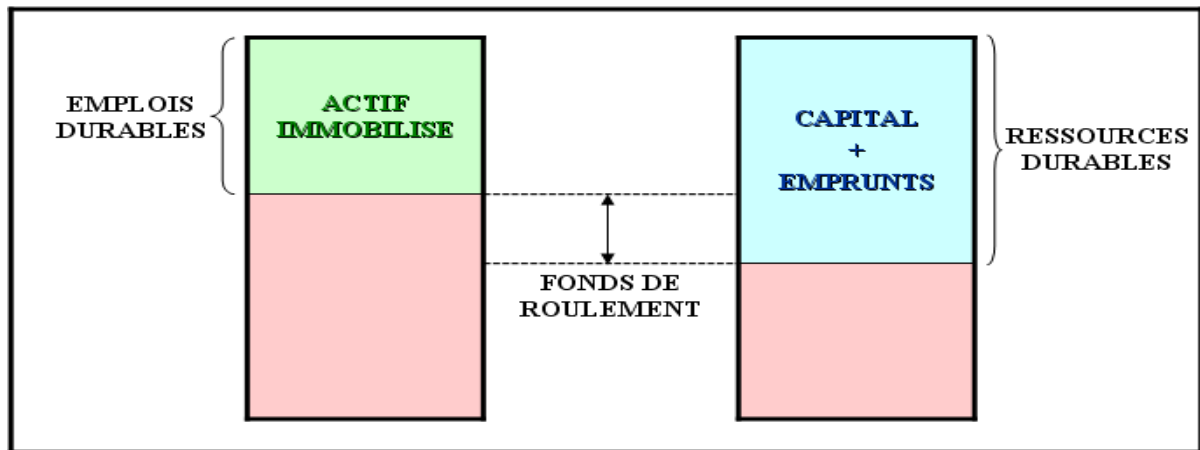 EMPLOIS
DURABLES
ACTIF
IMMOBILISE
CAPITAL
+
EMPRUNTS
RESSOURCES
DURABLES
FONDS DE
ROULEMENT